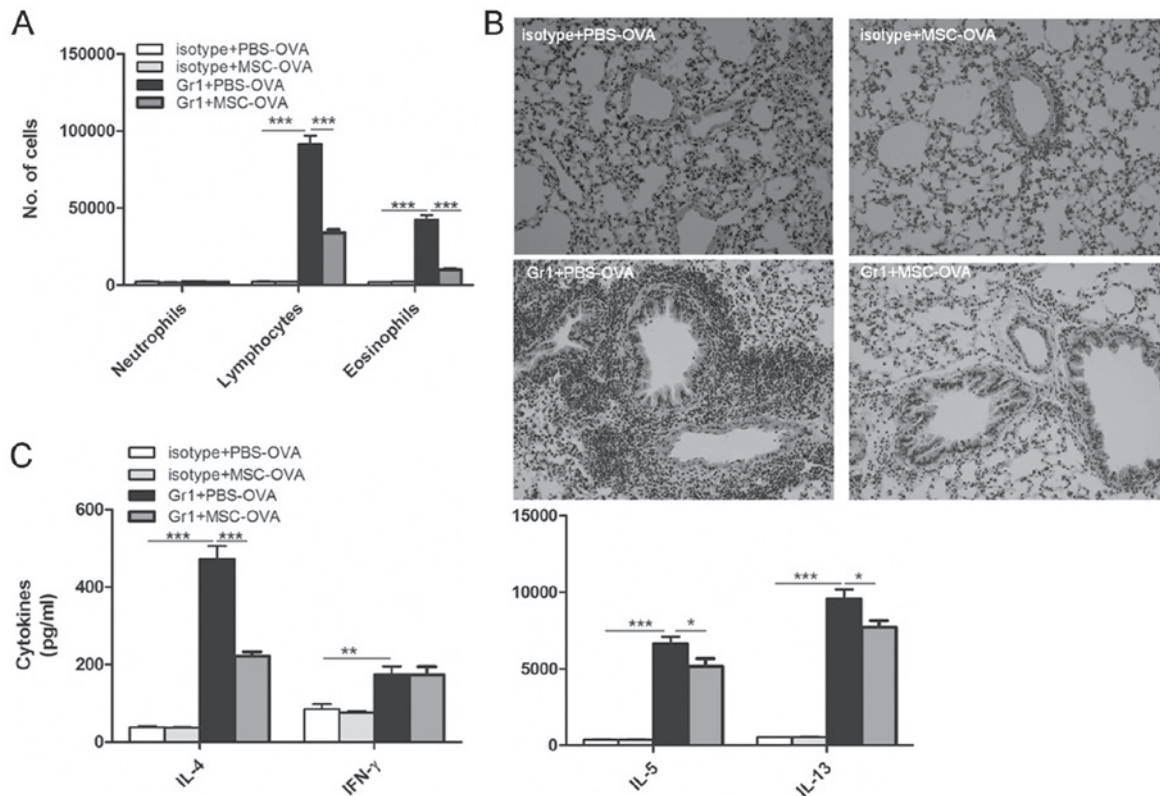 A
isotype+PBS-OVA
isotype+MSC-OVA
Gr1+PBS-OVA
Gr1+MSC-OVA
No. of cells
150000
100000
50000
0
*** ***
*** ***
Neutrophils
Lymphocytes
Eosinophils
B
isotype+PBS-OVA
isotype+MSC-OVA
Gr1+PBS-OVA
Gr1+MSC-OVA
C
isotype+PBS-OVA
isotype+MSC-OVA
Gr1+PBS-OVA
Gr1+MSC-OVA
Cytokines
(pg/ml)
600
400
200
0
*** ***
**
IL-4
IFN-γ
15000
10000
5000
0
*** *
*** *
IL-5
IL-13